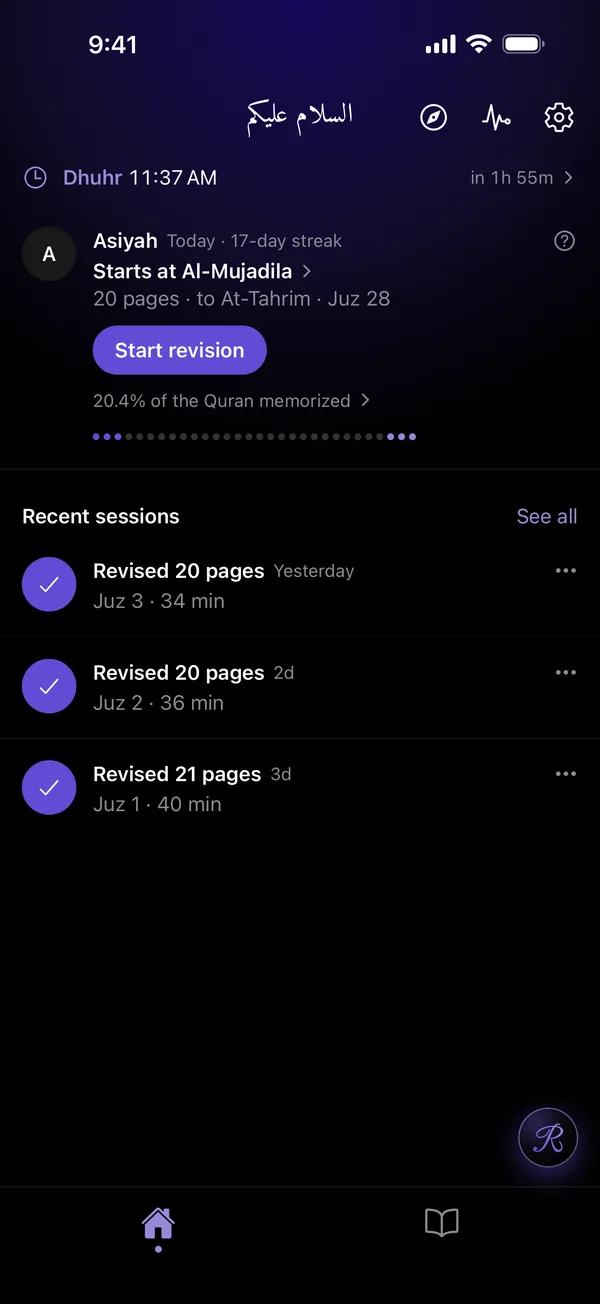 9:41
السلام عليكم
Dhuhr 11:37 AM in 1h 55m
A
Asiyah Today · 17-day streak
Starts at Al-Mujadila
20 pages · to At-Tahrim · Juz 28
Start revision
20.4% of the Quran memorized
Recent sessions See all
Revised 20 pages Yesterday
Juz 3 · 34 min
Revised 20 pages 2d
Juz 2 · 36 min
Revised 21 pages 3d
Juz 1 · 40 min
R